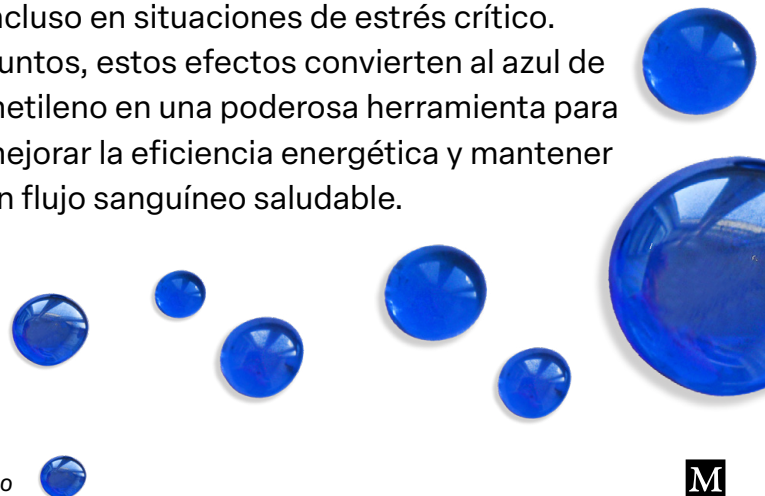 ncluso en situaciones de estrés crítico.
untos, estos efectos convierten al azul de
netileno en una poderosa herramienta para
nejorar la eficiencia energética y mantener
n flujo sanguíneo saludable.
o
M